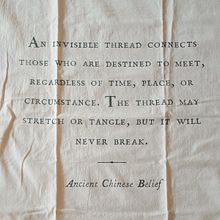 AN INVISIBLE THREAD CONNECTS
THOSE WHO ARE DESTINED TO MEET,
REGARDLESS OF TIME, PLACE, OR
CIRCUMSTANCE. THE THREAD MAY
STRETCH OR TANGLE, BUT IT WILL
NEVER BREAK.
Ancient Chinese Belief